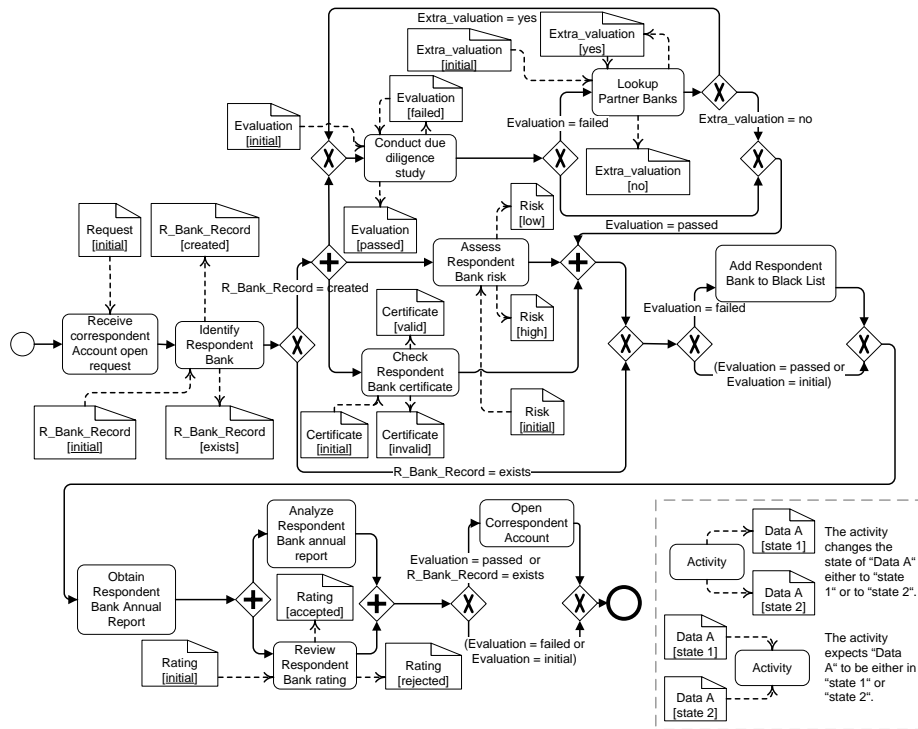 Extra_valuation = yes
Extra_valuation
[initial]
Extra_valuation
[yes]
Lookup
Partner Banks
Evaluation
[failed]
Evaluation
[initial]
Conduct due
diligence
study
Evaluation = failed
Extra_valuation = no
Extra_valuation
[no]
Evaluation
[passed]
Evaluation = passed
Request
[initial]
R_Bank_Record
[created]
Risk
[low]
Assess
Respondent
Bank risk
Risk
[high]
Risk
[initial]
R_Bank_Record = created
Receive
correspondent
Account open
request
Identify
Respondent
Bank
R_Bank_Record
[initial]
R_Bank_Record
[exists]
Certificate
[valid]
Check
Respondent
Bank certificate
Certificate
[initial]
Certificate
[invalid]
R_Bank_Record = exists
Add Respondent
Bank to Black List
Evaluation = failed
(Evaluation = passed or
Evaluation = initial)
Obtain
Respondent
Bank Annual
Report
Analyze
Respondent
Bank annual
report
Rating
[accepted]
Rating
[initial]
Review
Respondent
Bank rating
Rating
[rejected]
Open
Correspondent
Account
Evaluation = passed or
R_Bank_Record = exists
(Evaluation = failed or
Evaluation = initial)
Activity
Data A
[state 1]
Data A
[state 2]
The activity
changes the
state of “Data A“
either to “state
1“ or to “state 2“.
Data A
[state 1]
Activity
Data A
[state 2]
The activity
expects “Data
A“ to be either in
“state 1“ or
“state 2“.